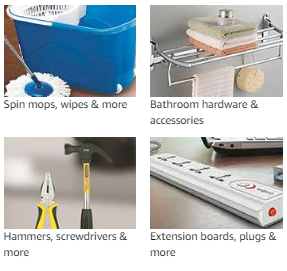 Spin mops, wipes & more
Bathroom hardware &
accessories
Hammers, screwdrivers &
more
Extension boards, plugs &
more